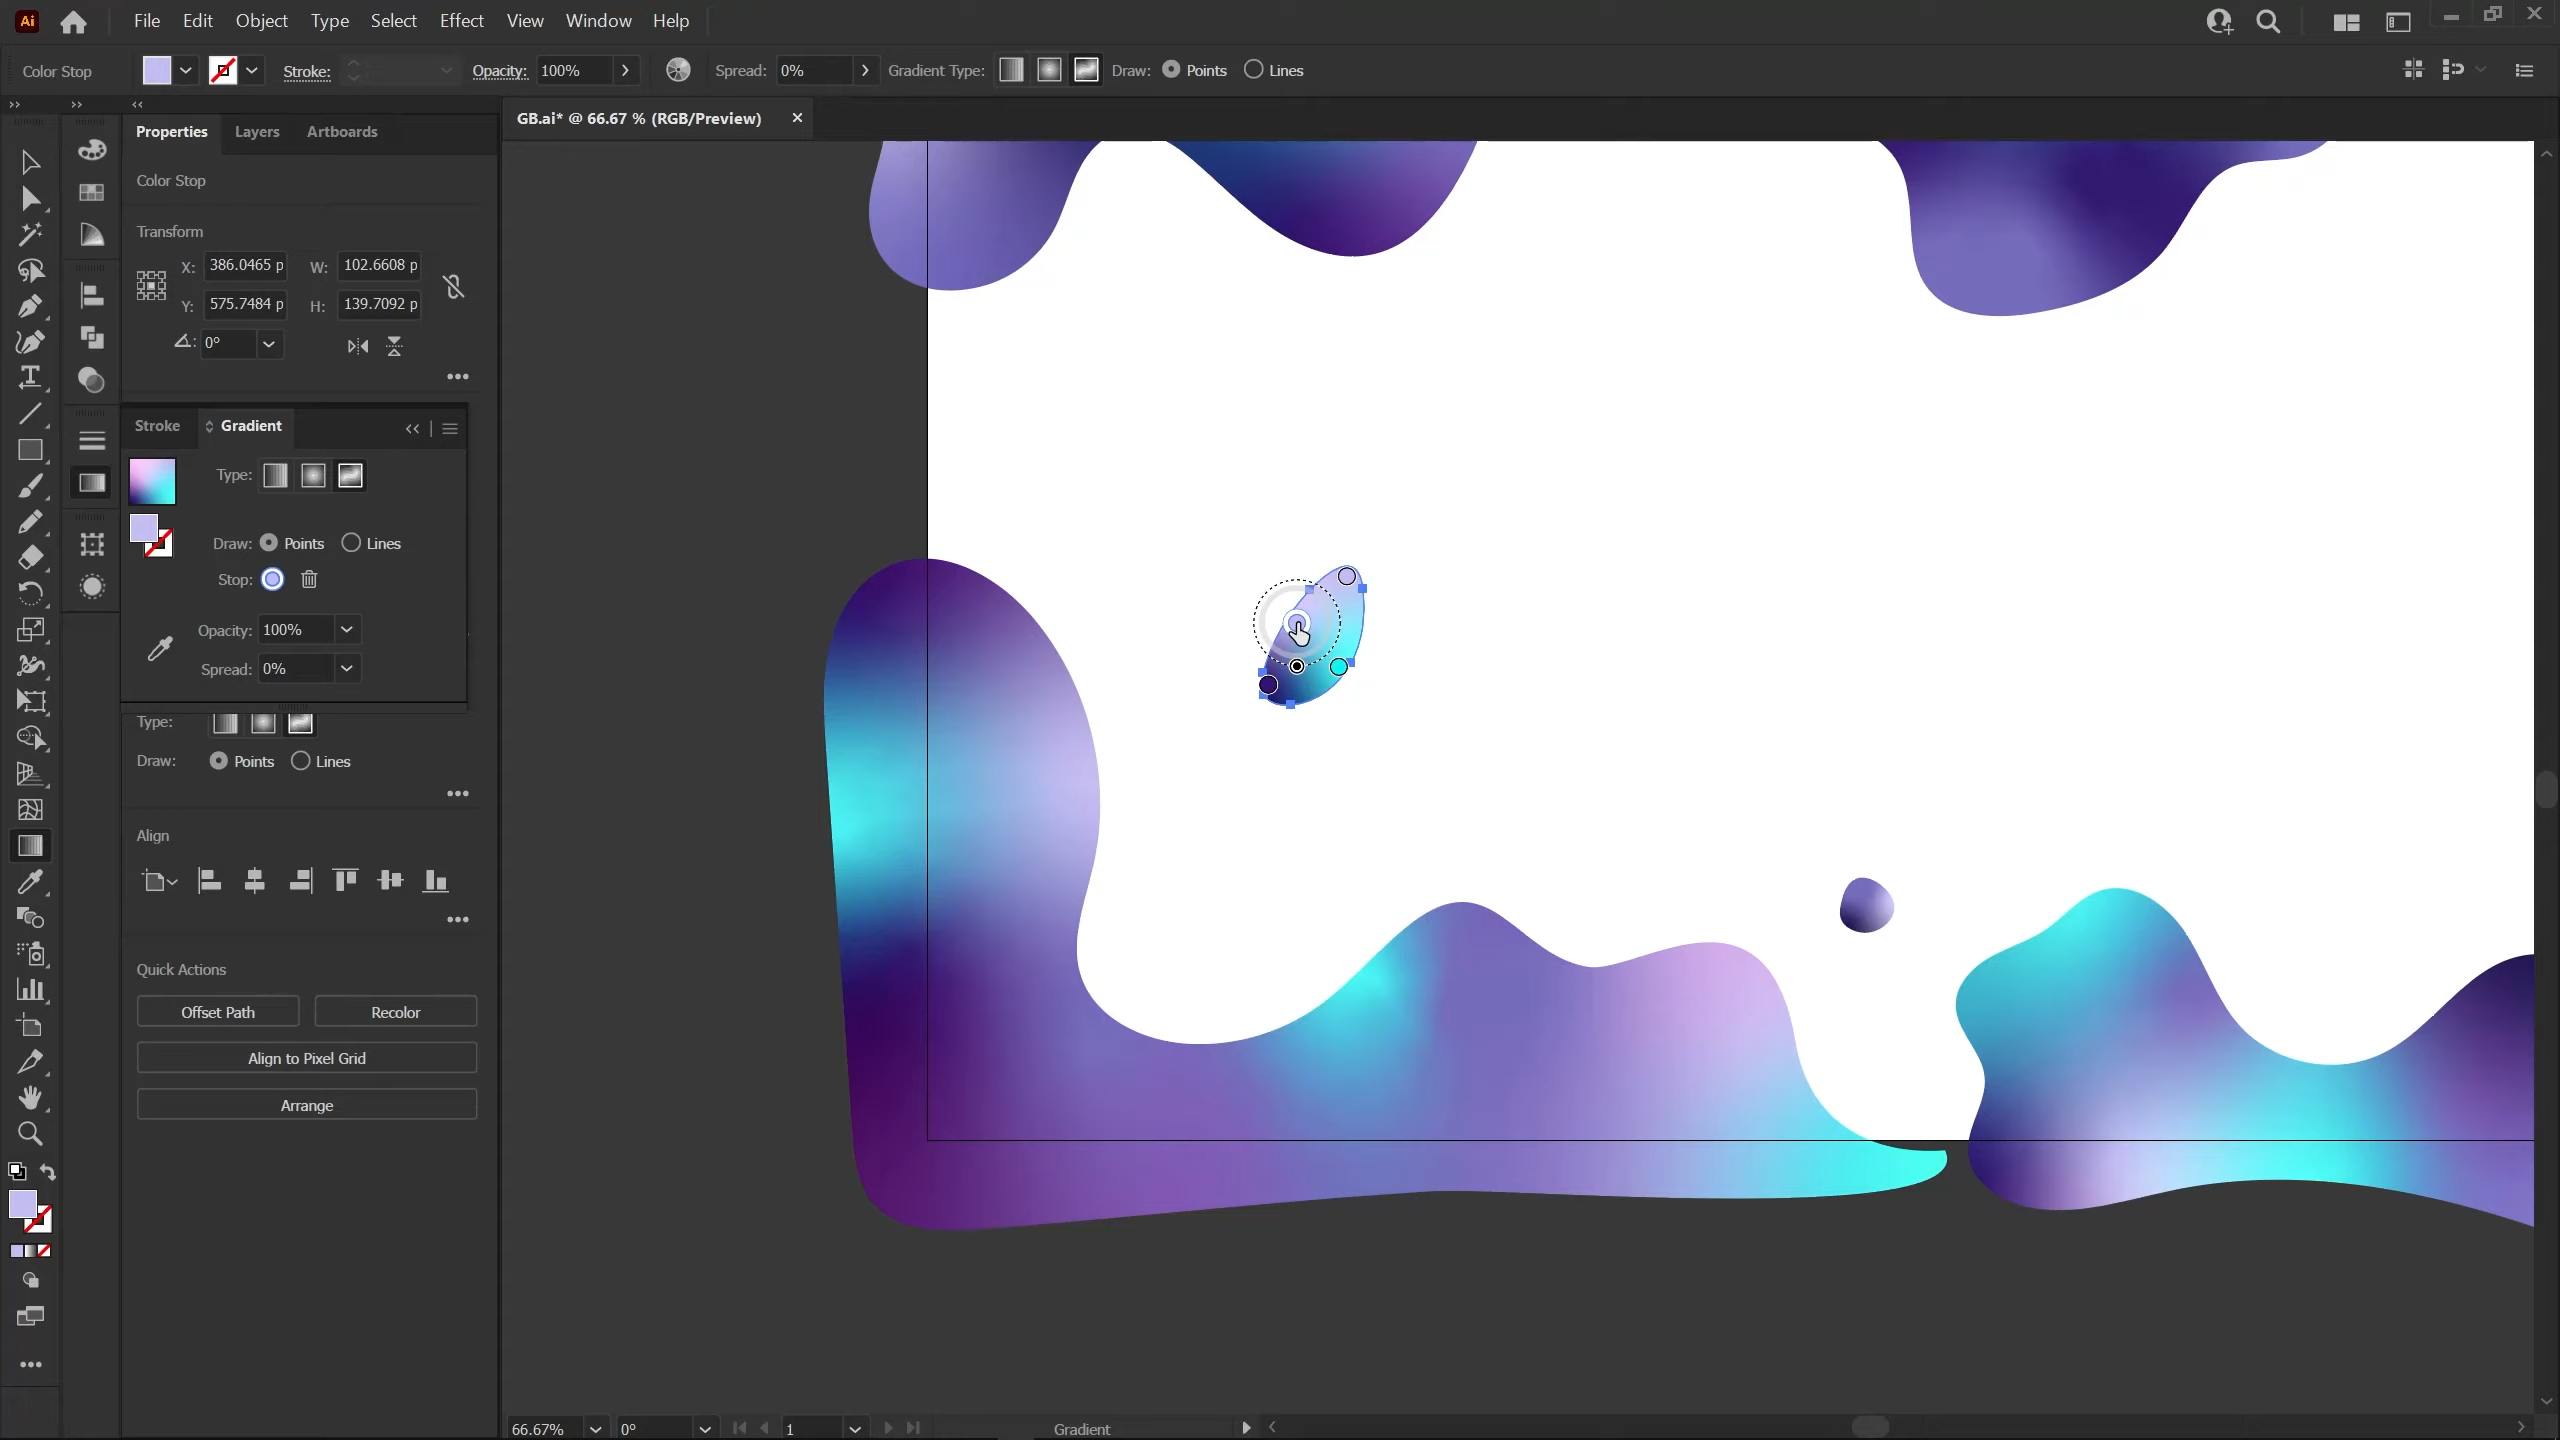 Ai File Edit Object Type Select Effect View Window Help
Color Stop Stroke: Opacity: 100% Spread: 0% Gradient Type: Draw: Points Lines
Properties Layers Artboards
GB.ai* @ 66.67 % (RGB/Preview)
Color Stop
Transform
X: 386.0465 p W: 102.6608 p
Y: 575.7484 p H: 139.7092 p
0°
Stroke Gradient
Type:
Draw: Points Lines
Stop:
Opacity: 100%
Spread: 0%
Type:
Draw: Points Lines
Align
Quick Actions
Offset Path Recolor
Align to Pixel Grid
Arrange
66.67% 0° 1 Gradient